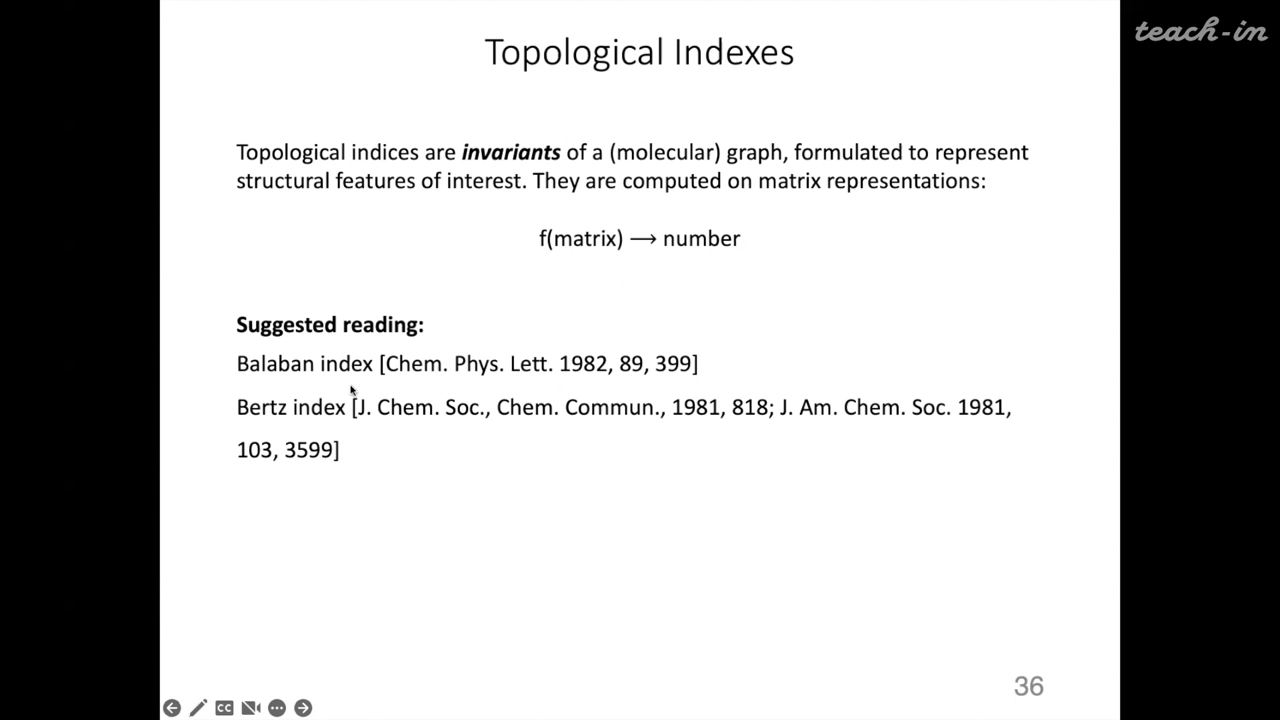 teach-in
Topological Indexes
Topological indices are invariants of a (molecular) graph, formulated to represent
structural features of interest. They are computed on matrix representations:
f(matrix) ⟶ number
Suggested reading:
Balaban index [Chem. Phys. Lett. 1982, 89, 399]
Bertz index [J. Chem. Soc., Chem. Commun., 1981, 818; J. Am. Chem. Soc. 1981,
103, 3599]
36
CC